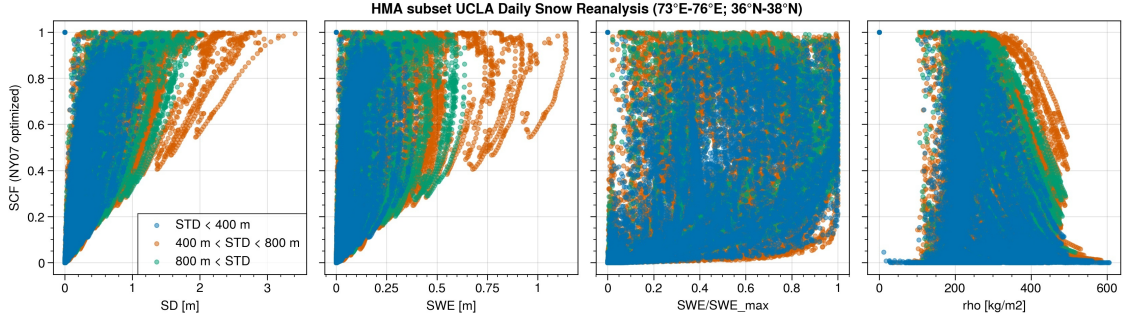 HMA subset UCLA Daily Snow Reanalysis (73°E-76°E; 36°N-38°N)
SCF (NY07 optimized)
1
0.8
0.6
0.4
0.2
0
STD < 400 m
400 m < STD < 800 m
800 m < STD
0 1 2 3
0 0.25 0.5 0.75 1
0 0.2 0.4 0.6 0.8 1
0 200 400 600
SD [m]
SWE [m]
SWE/SWE_max
rho [kg/m2]